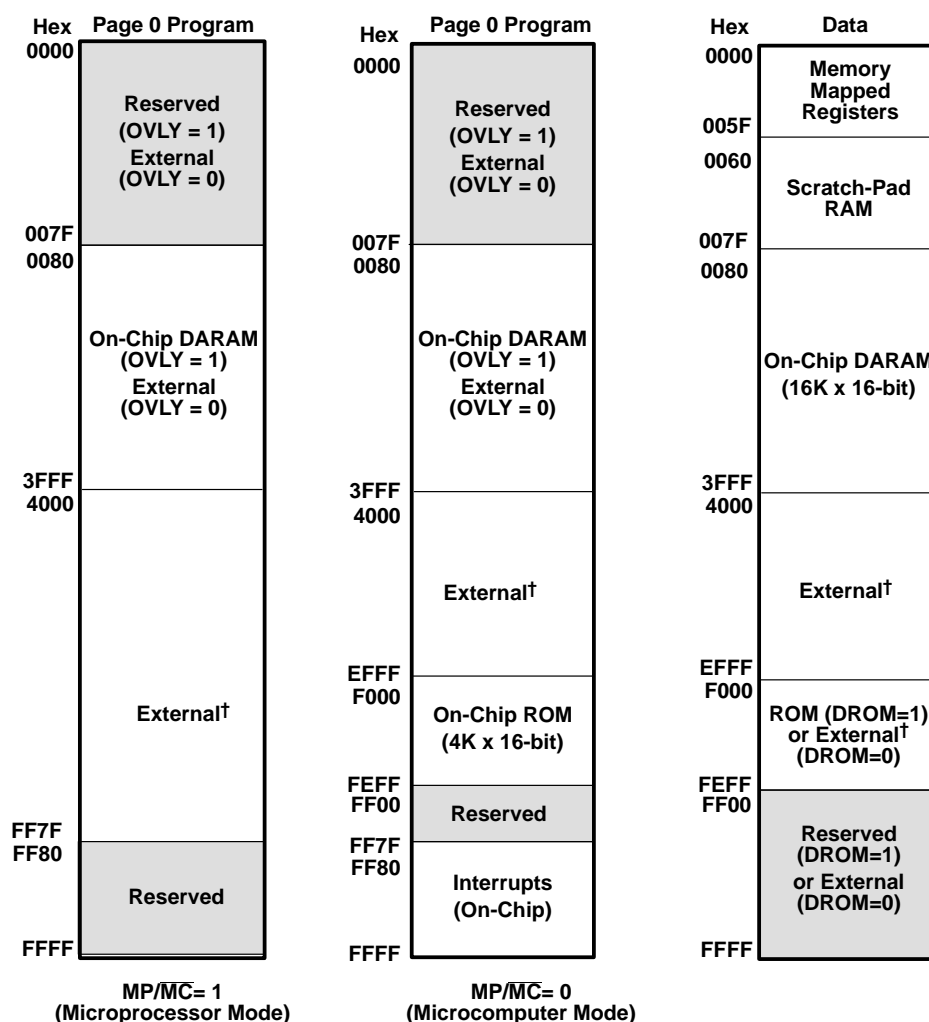 Hex
Page 0 Program
0000
Reserved
(OVLY = 1)
External
(OVLY = 0)
007F
0080
On-Chip DARAM
(OVLY = 1)
External
(OVLY = 0)
3FFF
4000
External†
FF7F
FF80
Reserved
FFFF
MP/M̅C̅= 1
(Microprocessor Mode)
Hex
Page 0 Program
0000
Reserved
(OVLY = 1)
External
(OVLY = 0)
007F
0080
On-Chip DARAM
(OVLY = 1)
External
(OVLY = 0)
3FFF
4000
External†
EFFF
F000
On-Chip ROM
(4K x 16-bit)
FEFF
FF00
Reserved
FF7F
FF80
Interrupts
(On-Chip)
FFFF
MP/M̅C̅= 0
(Microcomputer Mode)
Hex
Data
0000
Memory
Mapped
Registers
005F
0060
Scratch-Pad
RAM
007F
0080
On-Chip DARAM
(16K x 16-bit)
3FFF
4000
External†
EFFF
F000
ROM (DROM=1)
or External†
(DROM=0)
FEFF
FF00
Reserved
(DROM=1)
or External
(DROM=0)
FFFF